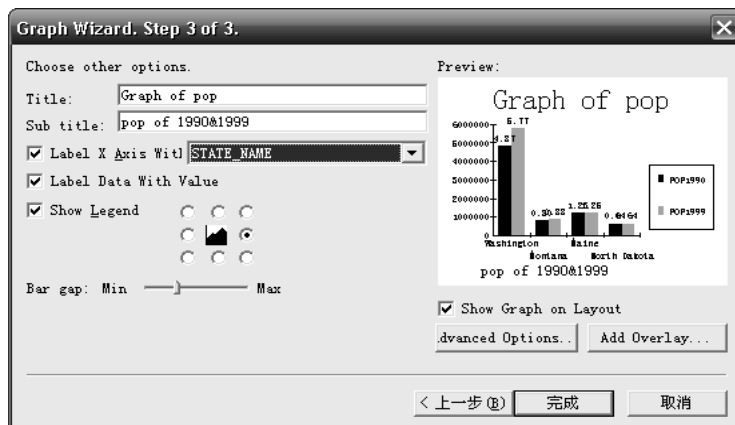 Graph Wizard. Step 3 of 3.
Choose other options.
Title: Graph of pop
Sub title: pop of 1990&1999
Label X Axis Witl STATE_NAME
Label Data With Value
Show Legend
Bar gap: Min Max
Preview:
Graph of pop
6000000
5000000
4000000
3000000
2000000
1000000
0
POP1990
POP1999
Washington Maine
Montana North Dakota
pop of 1990&1999
Show Graph on Layout
dvanced Options.. Add Overlay...
< 上一步(B) 完成 取消